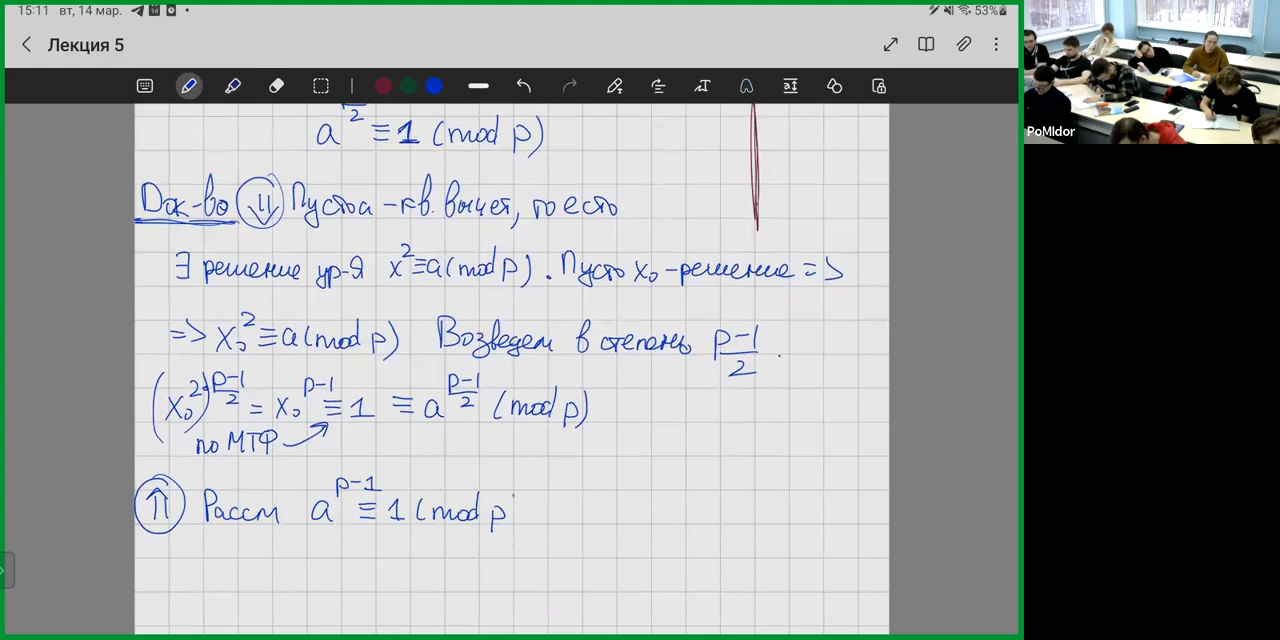 15:11 вт, 14 мар.
53%
Лекция 5
PoMIdor
2
a ≡ 1 (mod p)
Док-во ⇓ Пусть a - кв. вычет, то есть
∃ решение ур-я x² ≡ a (mod p). Пусть x₀ - решение =>
=> x₀² ≡ a (mod p) Возведем в степень (p-1)/2.
(x₀²)^((p-1)/2) = x₀^(p-1) ≡ 1 ≡ a^((p-1)/2) (mod p)
по МТФ
⇑ Рассм a^(p-1) ≡ 1 (mod p